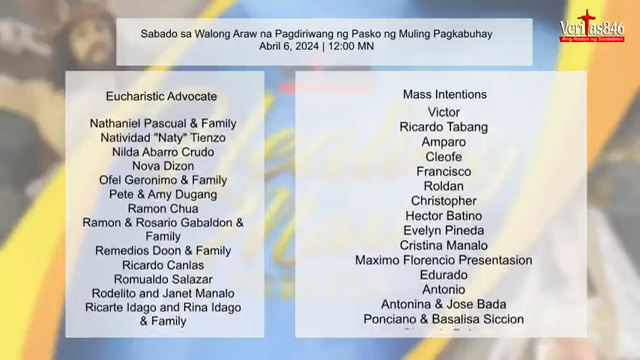 Sabado sa Walong Araw na Pagdiriwang ng Pasko ng Muling Pagkabuhay
Abril 6, 2024 | 12:00 MN
Veritas846
Ang Radyo ng Simbahan
Eucharistic Advocate
Nathaniel Pascual & Family
Natividad "Naty" Tienzo
Nilda Abarro Crudo
Nova Dizon
Ofel Geronimo & Family
Pete & Amy Dugang
Ramon Chua
Ramon & Rosario Gabaldon &
Family
Remedios Doon & Family
Ricardo Canlas
Romualdo Salazar
Rodelito and Janet Manalo
Ricarte Idago and Rina Idago
& Family
Mass Intentions
Victor
Ricardo Tabang
Amparo
Cleofe
Francisco
Roldan
Christopher
Hector Batino
Evelyn Pineda
Cristina Manalo
Maximo Florencio Presentasion
Edurado
Antonio
Antonina & Jose Bada
Ponciano & Basalisa Siccion